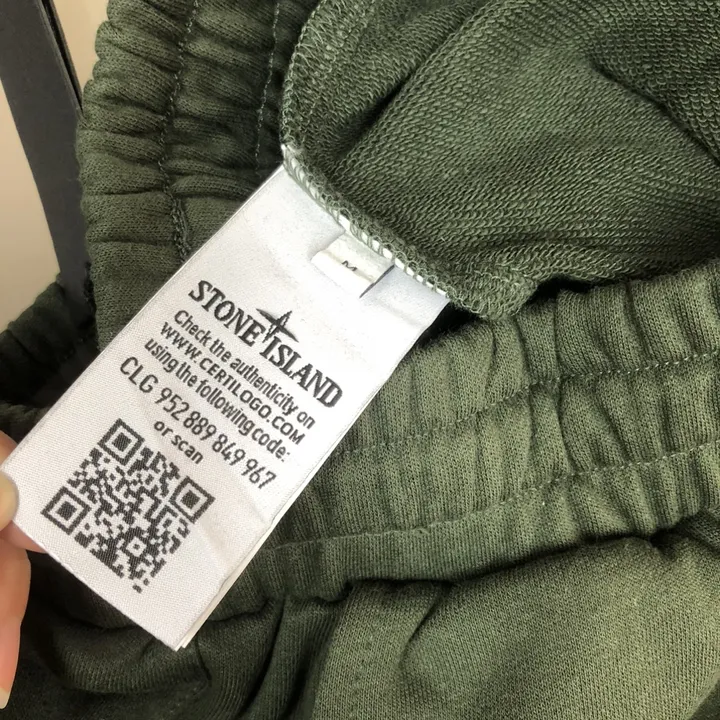 M
STONE ISLAND
Check the authenticity on
WWW.CERTILOGO.COM
using the following code:
CLG 952 889 849 967
or scan